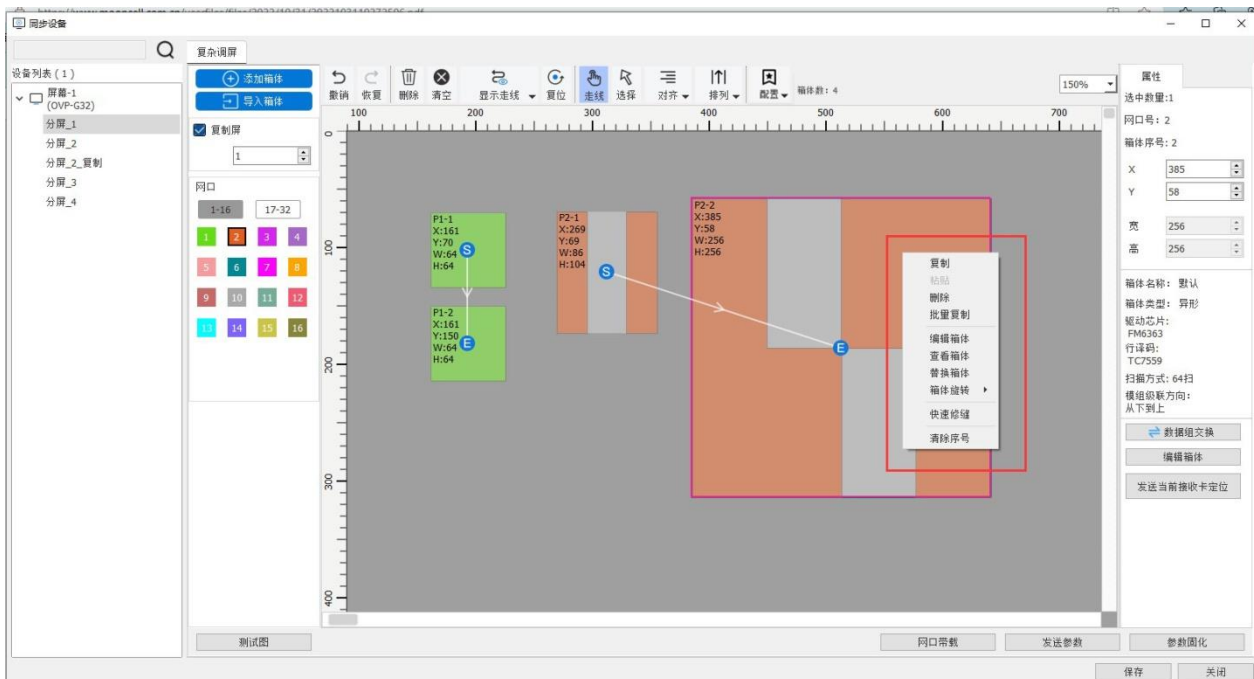 同步设备
设备列表(1)
屏幕-1
(OVP-G32)
分屏_1
分屏_2
分屏_2_复制
分屏_3
分屏_4
复杂调屏
添加箱体
导入箱体
复制屏
1
网口
1-16 17-32
1 2 3 4
5 6 7 8
9 10 11 12
13 14 15 16
撤销 恢复 删除 清空 显示走线 复位 走线 选择 对齐 排列 配置 箱体数: 4
150%
100 200 300 400 500 600 700
0
100
200
300
400
P1-1
X:161
Y:70
W:64
H:64
S
P1-2
X:161
Y:150
W:64
H:64
E
P2-1
X:269
Y:69
W:86
H:104
S
P2-2
X:385
Y:58
W:256
H:256
E
复制
粘贴
删除
批量复制
编辑箱体
查看箱体
替换箱体
箱体旋转
快速修缝
清除序号
属性
选中数量:1
网口号: 2
箱体序号: 2
X 385
Y 58
宽 256
高 256
箱体名称: 默认
箱体类型: 异形
驱动芯片:
FM6363
行译码:
TC7559
扫描方式: 64扫
模组级联方向:
从下到上
数据组交换
编辑箱体
发送当前接收卡定位
测试图
网口带载
发送参数
参数固化
保存
关闭